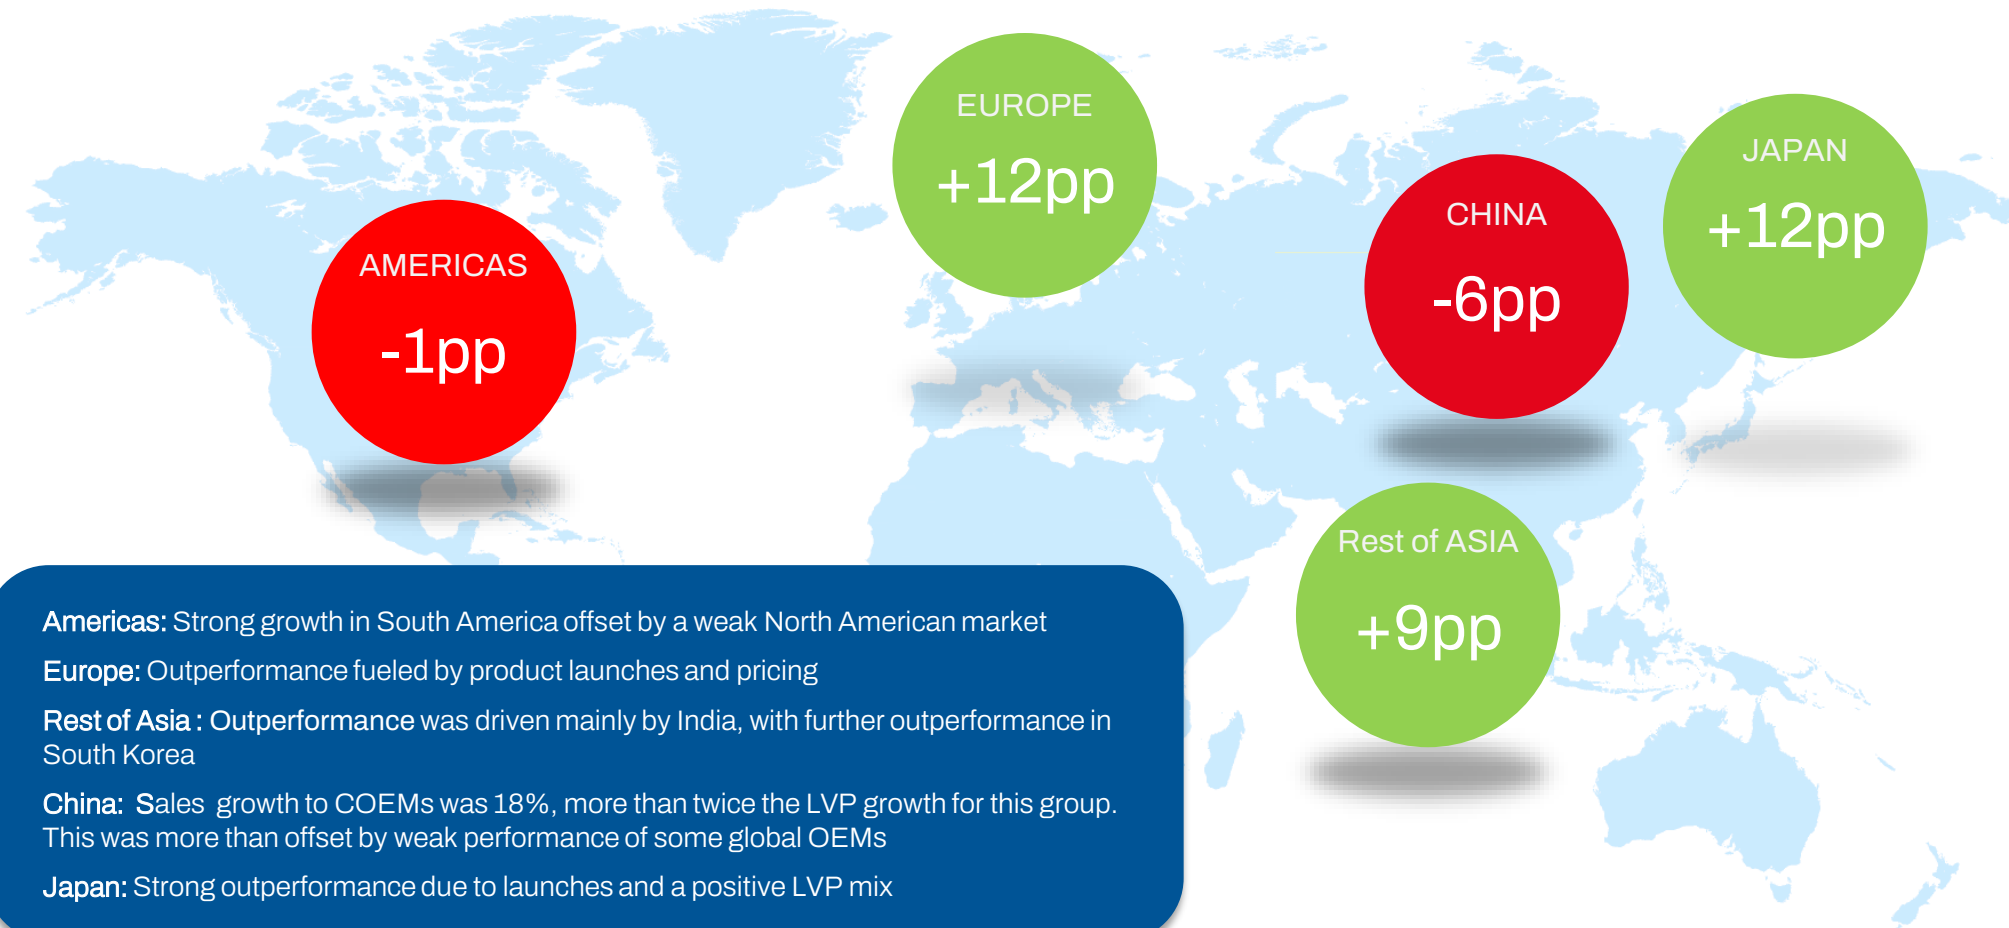 EUROPE
+12pp
JAPAN
+12pp
CHINA
-6pp
AMERICAS
-1pp
Rest of ASIA
+9pp
Americas: Strong growth in South America offset by a weak North American market
Europe: Outperformance fueled by product launches and pricing
Rest of Asia : Outperformance was driven mainly by India, with further outperformance in
South Korea
China: Sales growth to COEMs was 18%, more than twice the LVP growth for this group.
This was more than offset by weak performance of some global OEMs
Japan: Strong outperformance due to launches and a positive LVP mix